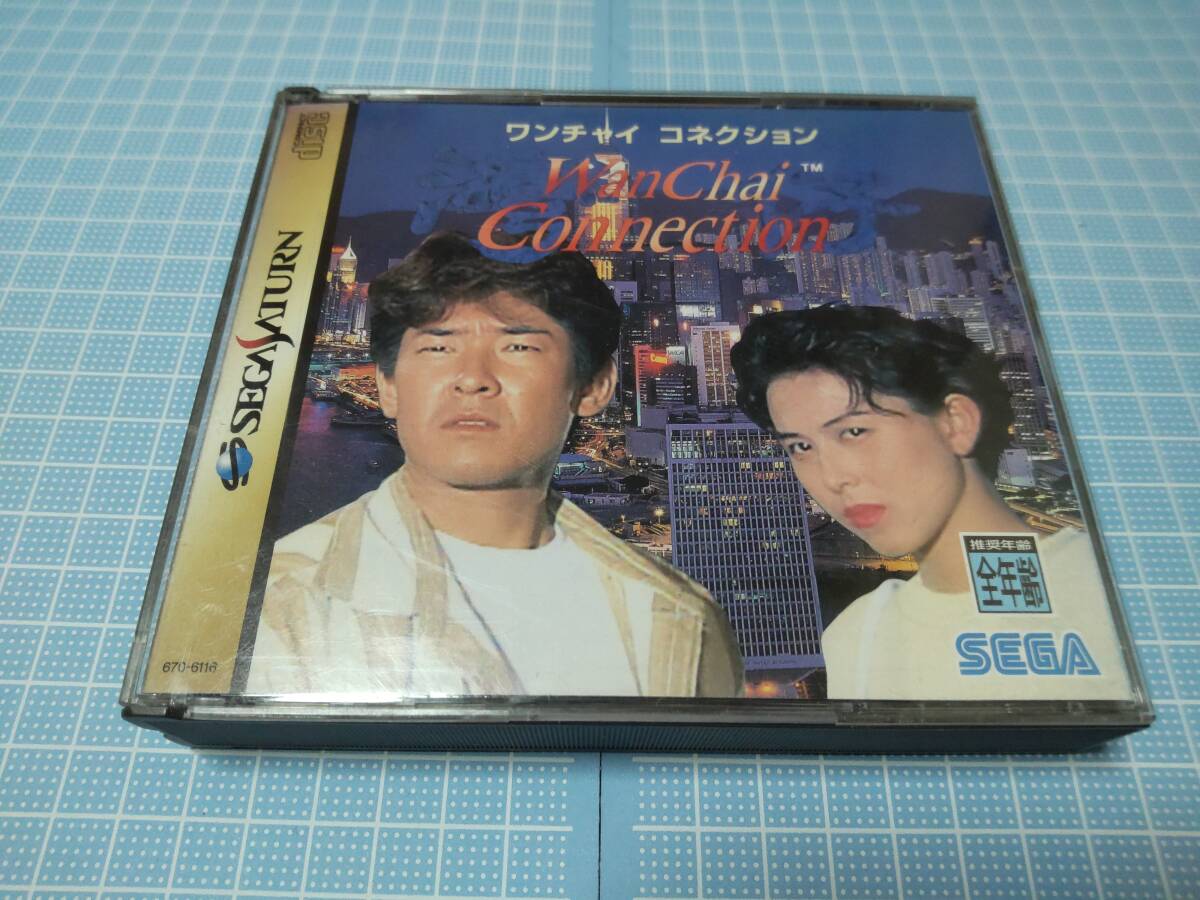 disc
SEGA SATURN
670-6116
ワンチャイ コネクション
WanChai™
Connection
推奨年齢
全年齢
SEGA